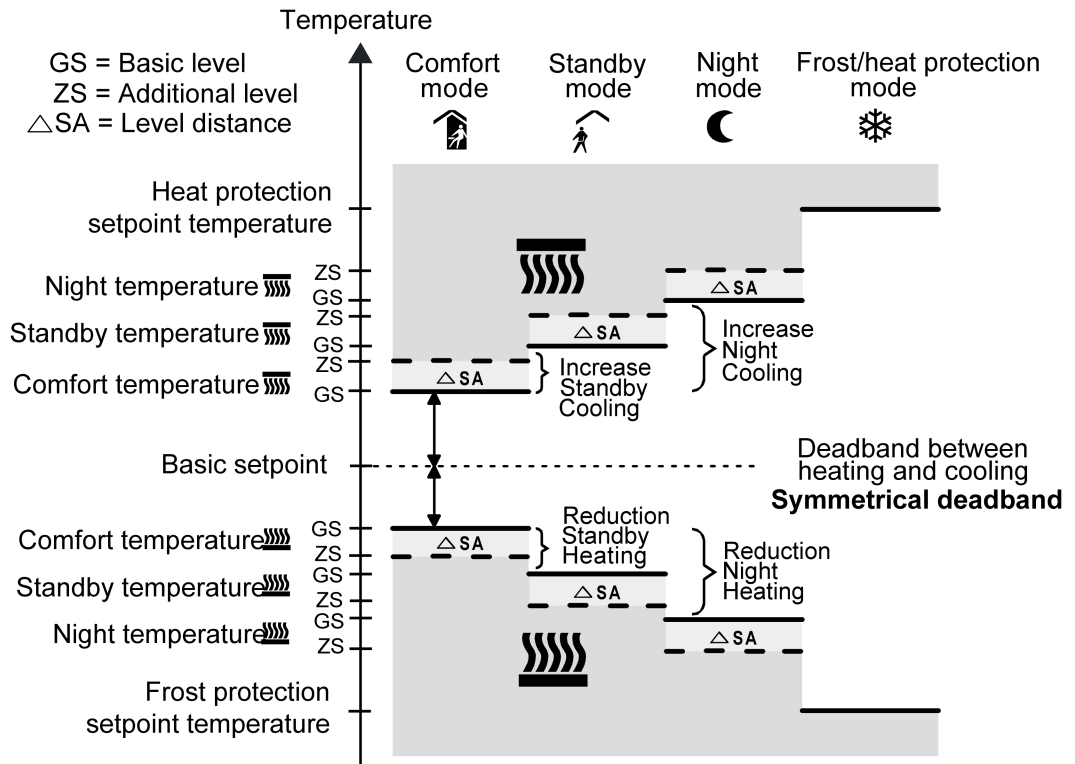 Temperature
GS = Basic level
ZS = Additional level
△SA = Level distance
Comfort
mode
Standby
mode
Night
mode
Frost/heat protection
mode
Heat protection
setpoint temperature
Night temperature
ZS
GS
Standby temperature
ZS
GS
Comfort temperature
ZS
GS
△SA
△SA
△SA
Increase
Standby
Cooling
Increase
Night
Cooling
Basic setpoint
Deadband between
heating and cooling
Symmetrical deadband
Comfort temperature
GS
ZS
Standby temperature
GS
ZS
Night temperature
GS
ZS
△SA
△SA
△SA
Reduction
Standby
Heating
Reduction
Night
Heating
Frost protection
setpoint temperature